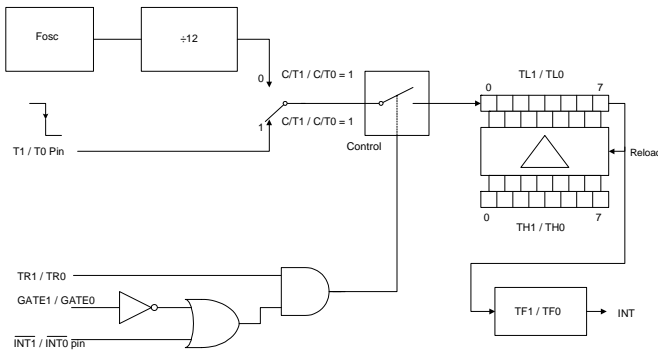 Fosc
÷12
0
C/T1 / C/T0 = 1
1
C/T1 / C/T0 = 1
T1 / T0 Pin
Control
TL1 / TL0
0 7
Reload
0 7
TH1 / TH0
TR1 / TR0
GATE1 / GATE0
INT1 / INT0 pin
TF1 / TF0
INT